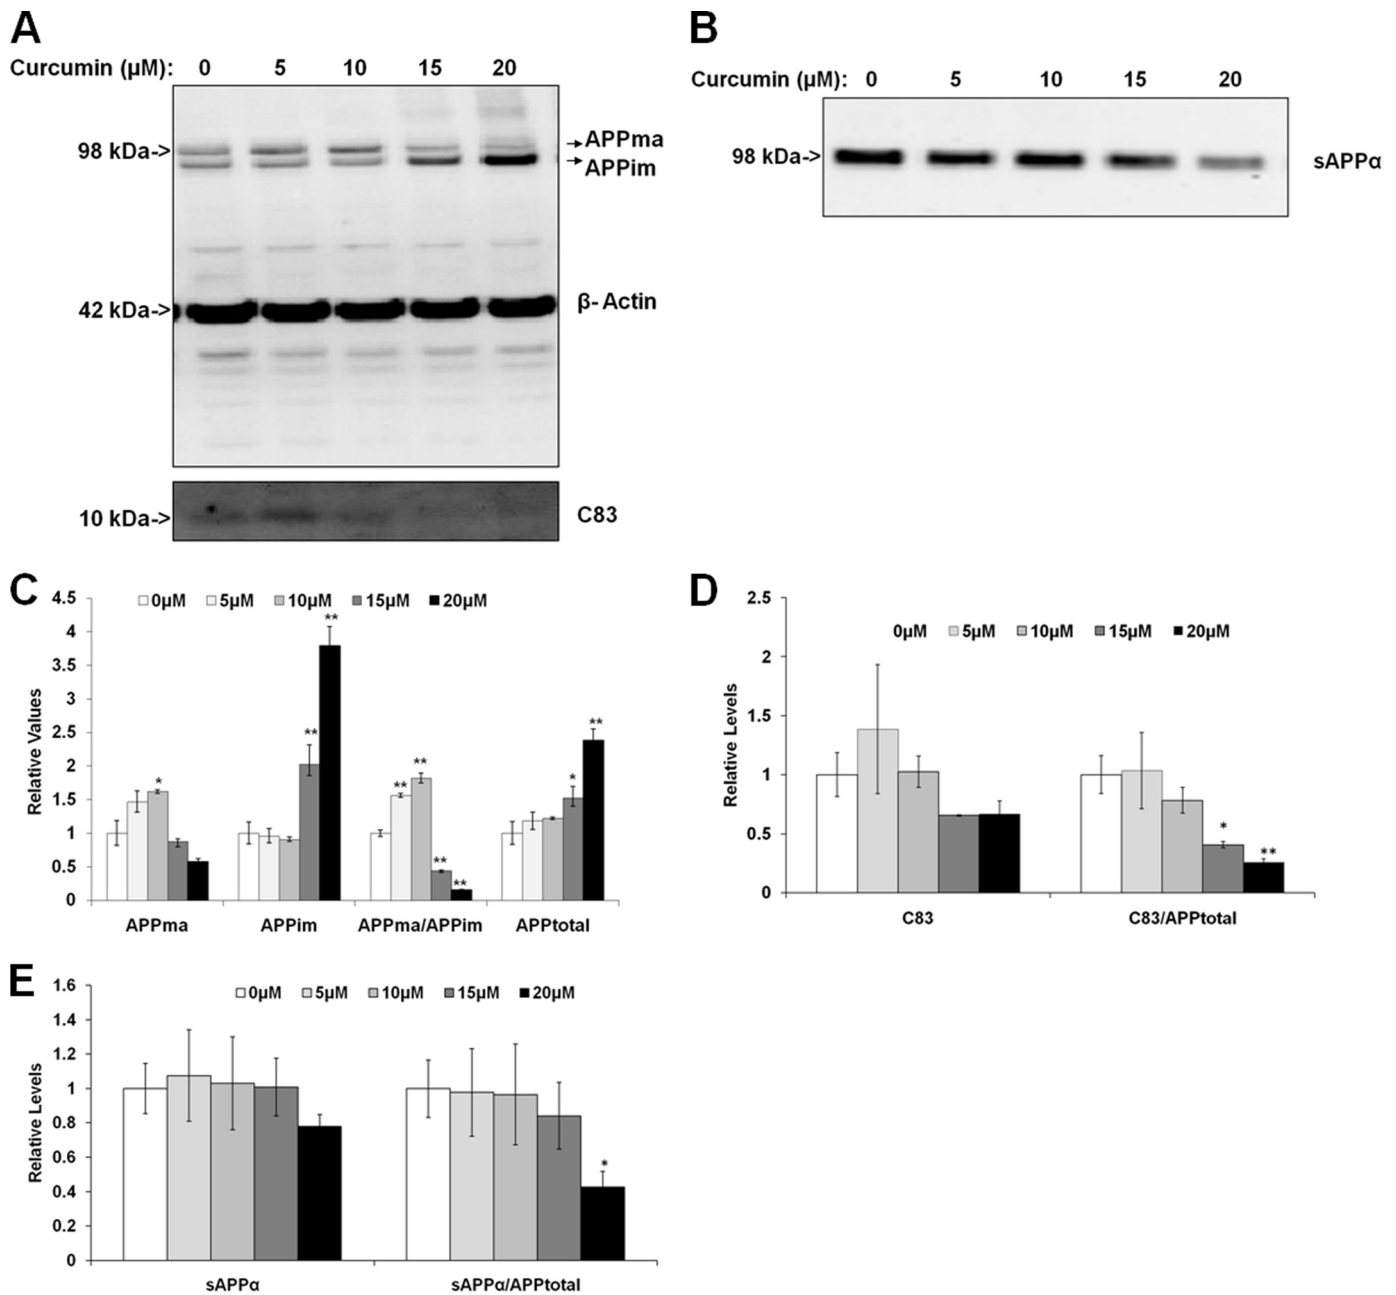 A
Curcumin (µM): 0 5 10 15 20
98 kDa->
APPma
APPim
42 kDa->
β- Actin
10 kDa->
C83
B
Curcumin (µM): 0 5 10 15 20
98 kDa->
sAPPα
C
0µM 5µM 10µM 15µM 20µM
Relative Values
4.5
4
3.5
3
2.5
2
1.5
1
0.5
0
*
** **
** ** ** **
* **
APPma APPim APPma/APPim APPtotal
D
0µM 5µM 10µM 15µM 20µM
Relative Levels
2.5
2
1.5
1
0.5
0
* **
C83 C83/APPtotal
E
0µM 5µM 10µM 15µM 20µM
Relative Levels
1.6
1.4
1.2
1
0.8
0.6
0.4
0.2
0
*
sAPPα sAPPα/APPtotal